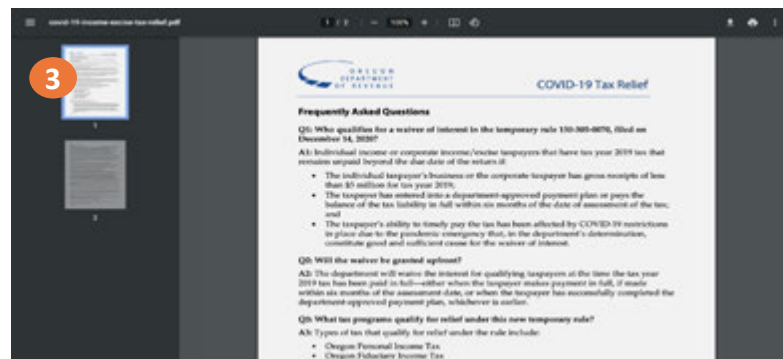 covid-19-income-excise-tax-relief.pdf
1 / 2
100%
3
1
2
OREGON
DEPARTMENT
OF REVENUE
COVID-19 Tax Relief
Frequently Asked Questions
Q1: Who qualifies for a waiver of interest in the temporary rule 150-305-0070, filed on
December 14, 2020?
A1: Individual income or corporate income/excise taxpayers that have tax year 2019 tax that
remains unpaid beyond the due date of the return if:
• The individual taxpayer's business or the corporate taxpayer has gross receipts of less
than $5 million for tax year 2019;
• The taxpayer has entered into a department-approved payment plan or pays the
balance of the tax liability in full within six months of the date of assessment of the tax;
and
• The taxpayer's ability to timely pay the tax has been affected by COVID-19 restrictions
in place due to the pandemic emergency that, in the department's determination,
constitute good and sufficient cause for the waiver of interest.
Q2: Will the waiver be granted upfront?
A2: The department will waive the interest for qualifying taxpayers at the time the tax year
2019 tax has been paid in full—either when the taxpayer makes payment in full, if made
within six months of the assessment date, or when the taxpayer has successfully completed the
department-approved payment plan, whichever is earlier.
Q3: What tax programs qualify for relief under this new temporary rule?
A3: Types of tax that qualify for relief under the rule include:
• Oregon Personal Income Tax
• Oregon Fiduciary Income Tax